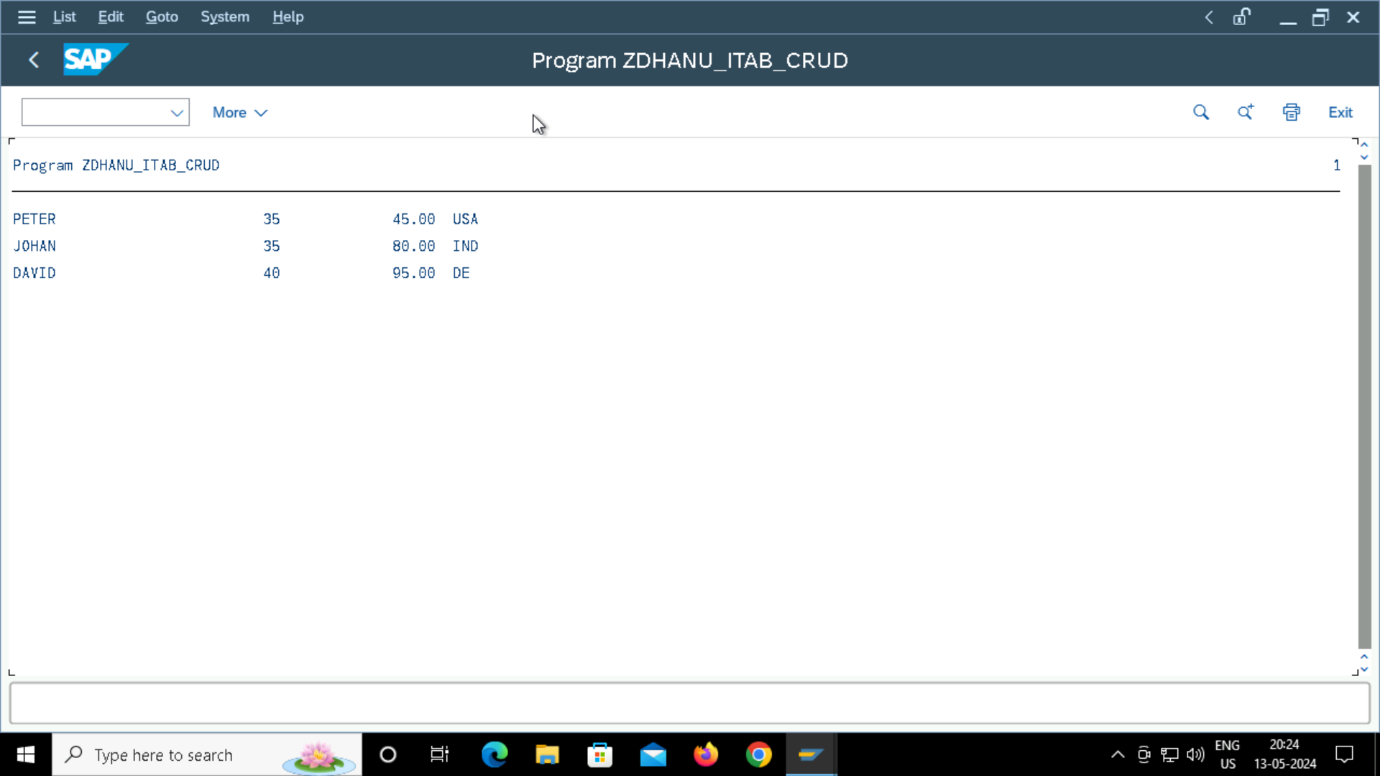 List Edit Goto System Help
SAP Program ZDHANU_ITAB_CRUD
More Exit
Program ZDHANU_ITAB_CRUD 1
PETER 35 45.00 USA
JOHAN 35 80.00 IND
DAVID 40 95.00 DE
Type here to search ENG 20:24
US 13-05-2024